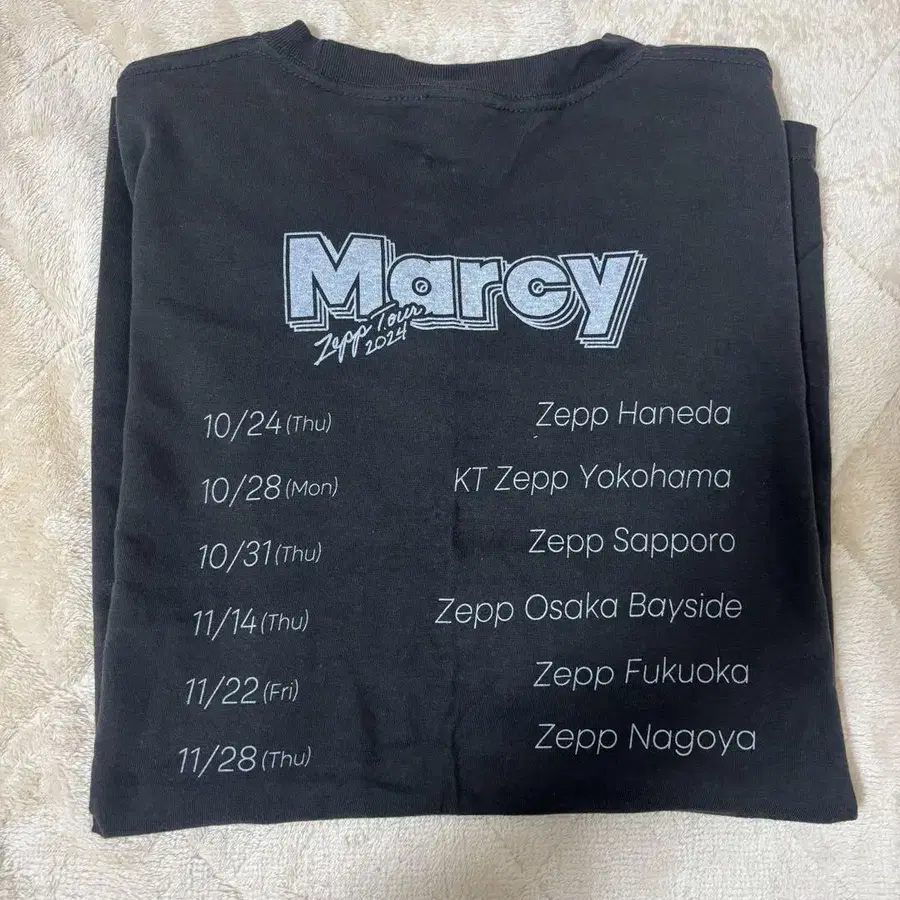 Marcy
Zepp Tour
2024
10/24(Thu) Zepp Haneda
10/28(Mon) KT Zepp Yokohama
10/31(Thu) Zepp Sapporo
11/14(Thu) Zepp Osaka Bayside
11/22(Fri) Zepp Fukuoka
11/28(Thu) Zepp Nagoya